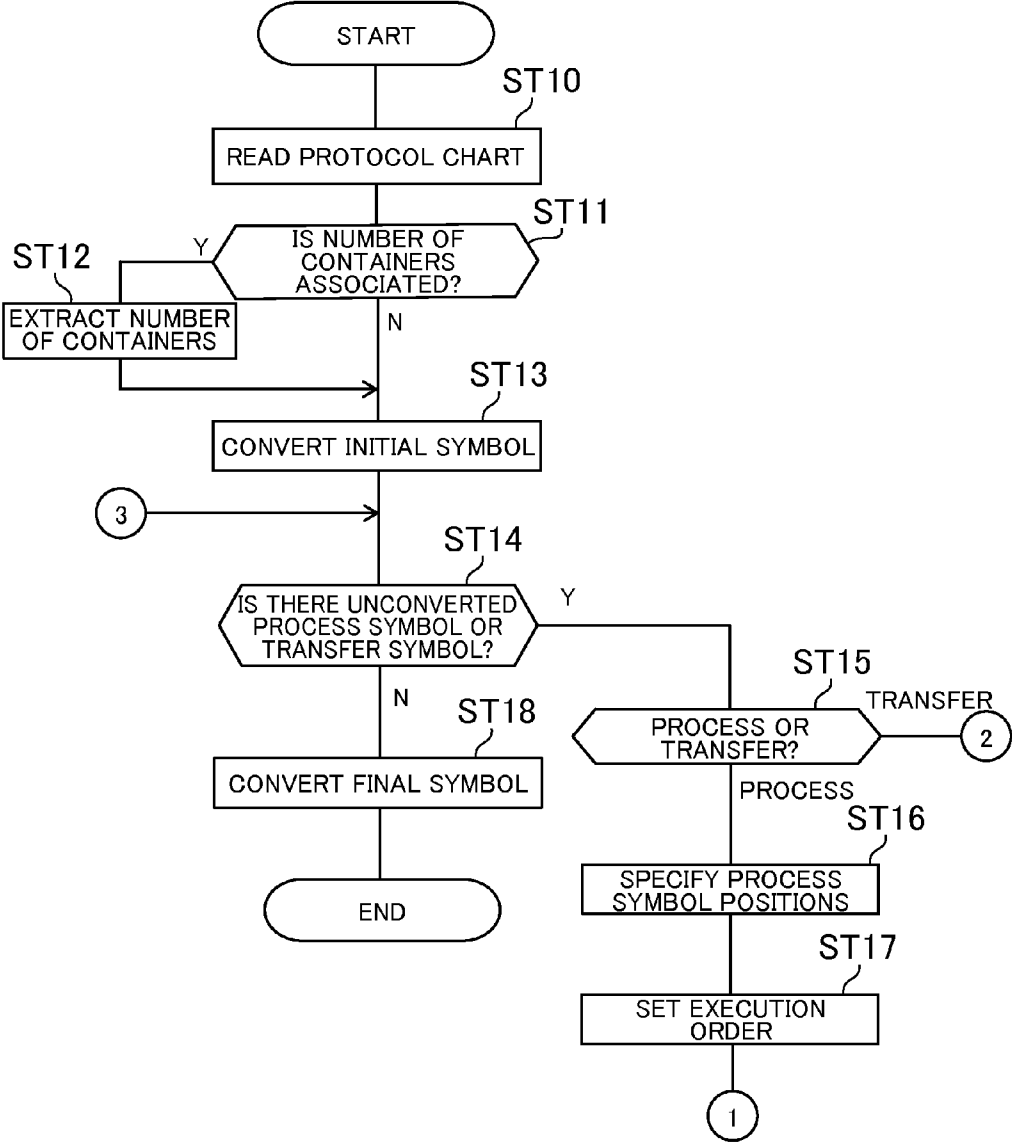 START
ST10
READ PROTOCOL CHART
ST11
IS NUMBER OF
CONTAINERS
ASSOCIATED?
Y
N
ST12
EXTRACT NUMBER
OF CONTAINERS
ST13
CONVERT INITIAL SYMBOL
3
ST14
IS THERE UNCONVERTED
PROCESS SYMBOL OR
TRANSFER SYMBOL?
Y
N
ST15
PROCESS OR
TRANSFER?
TRANSFER
2
PROCESS
ST18
CONVERT FINAL SYMBOL
END
ST16
SPECIFY PROCESS
SYMBOL POSITIONS
ST17
SET EXECUTION
ORDER
1